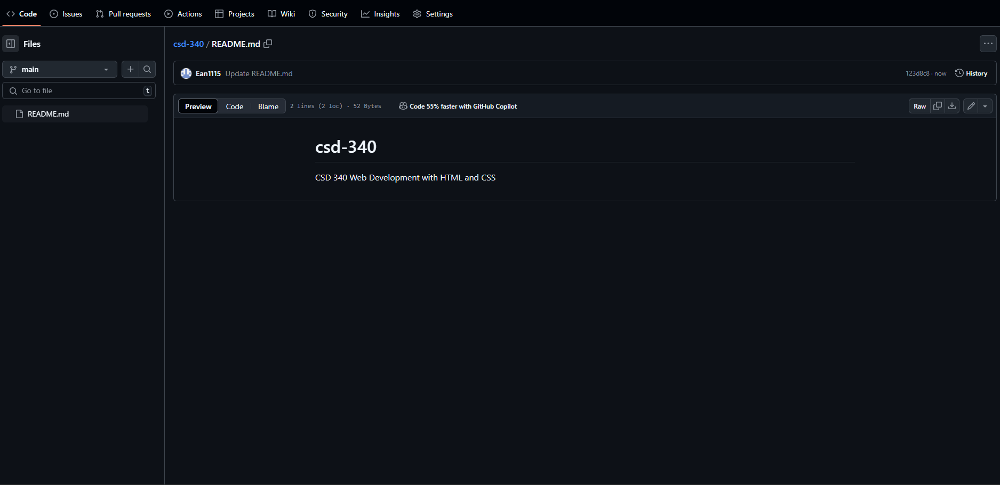 Code Issues Pull requests Actions Projects Wiki Security Insights Settings
Files
main
Go to file t
README.md
csd-340 / README.md
Ean1115 Update README.md 123d8c8 · now History
Preview Code Blame 2 lines (2 loc) · 52 Bytes Code 55% faster with GitHub Copilot Raw
csd-340
CSD 340 Web Development with HTML and CSS